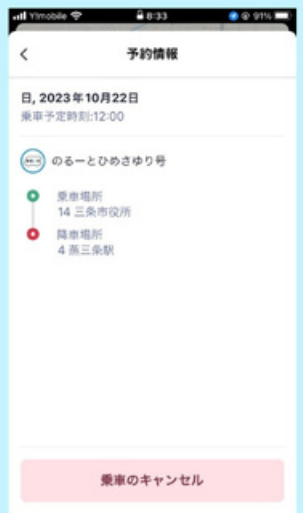 Y!mobile 8:33 91%
予約情報
日, 2023年10月22日
乗車予定時刻:12:00
のるーとひめさゆり号
乗車場所
14 三条市役所
降車場所
4 燕三条駅
乗車のキャンセル